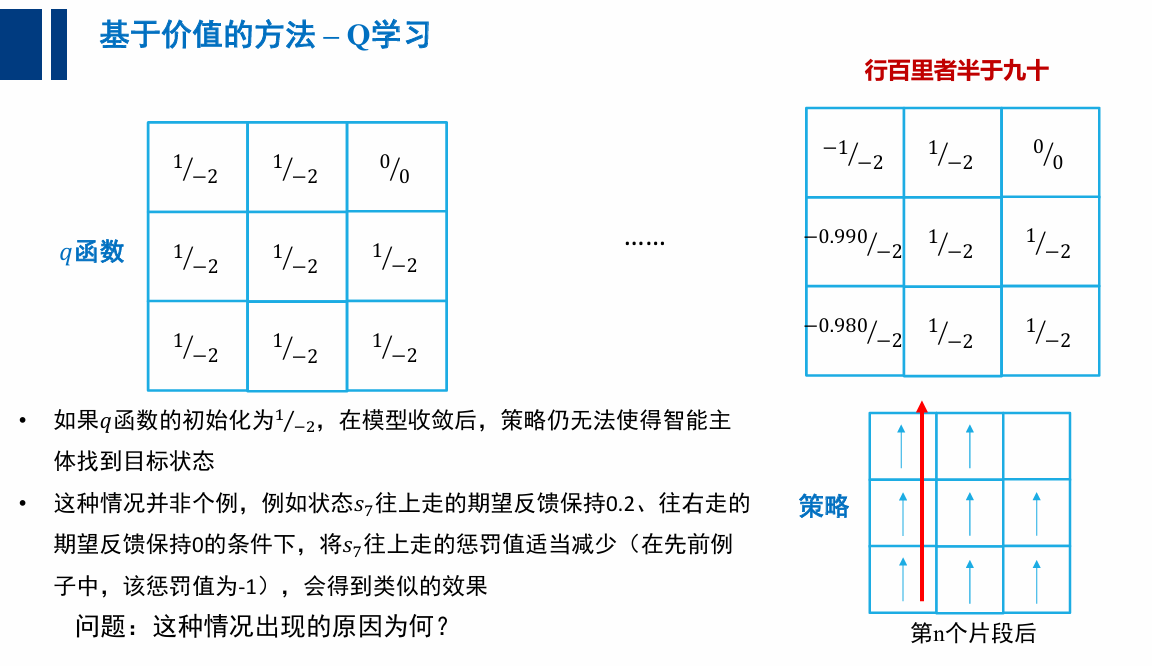 基于价值的方法 – Q学习
行百里者半于九十
1/−2 1/−2 0/0
1/−2 1/−2 1/−2
1/−2 1/−2 1/−2
q函数
……
−1/−2 1/−2 0/0
−0.990/−2 1/−2 1/−2
−0.980/−2 1/−2 1/−2
• 如果q函数的初始化为1/−2，在模型收敛后，策略仍无法使得智能主
体找到目标状态
• 这种情况并非个例，例如状态s7往上走的期望反馈保持0.2、往右走的
期望反馈保持0的条件下，将s7往上走的惩罚值适当减少（在先前例
子中，该惩罚值为-1），会得到类似的效果
问题：这种情况出现的原因为何？
策略
第n个片段后